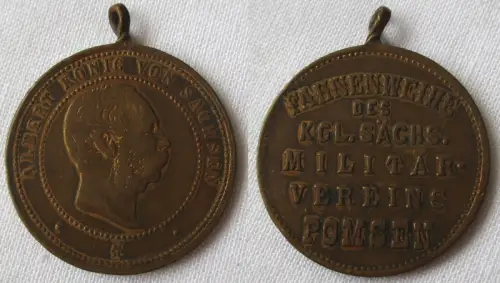 ALBERT KÖNIG VON SACHSEN
FAHNENWEIHE
DES
KGL. SÄCHS.
MILITÄR-
VEREINS
POMSEN